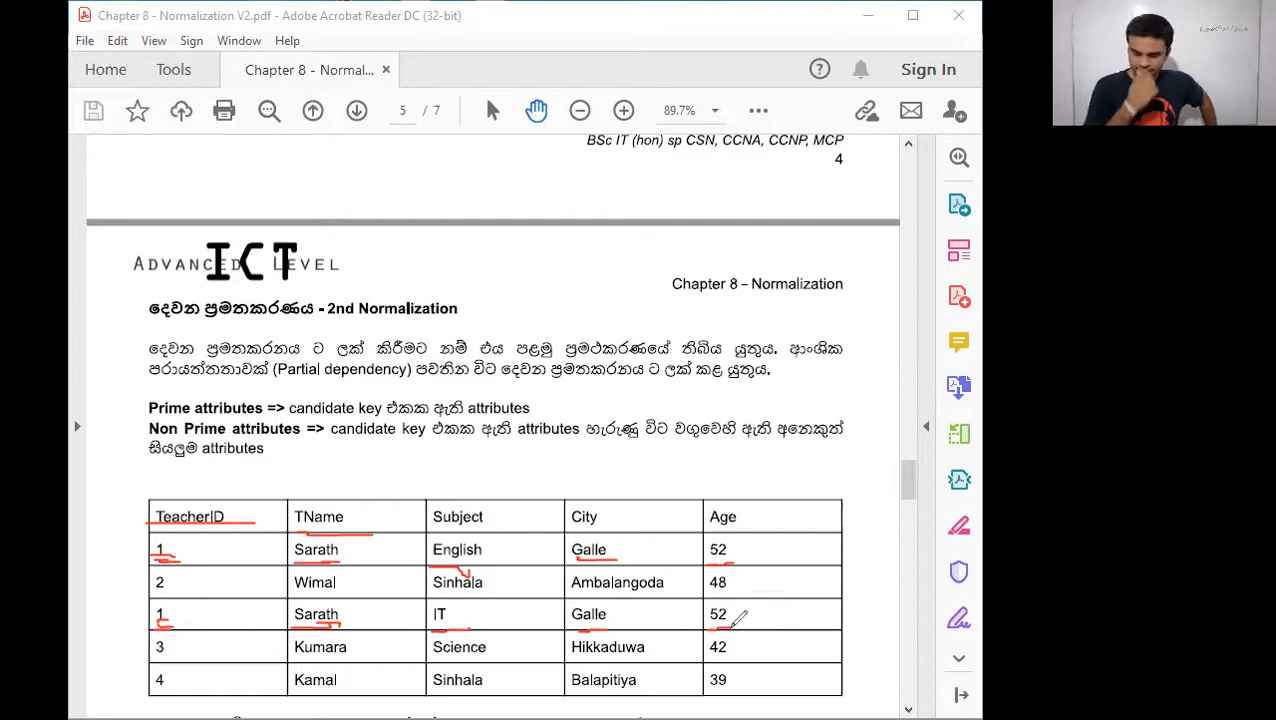 Chapter 8 - Normalization V2.pdf - Adobe Acrobat Reader DC (32-bit)
File Edit View Sign Window Help
Home Tools Chapter 8 - Normal... Sign In
5 / 7 89.7%
BSc IT (hon) sp CSN, CCNA, CCNP, MCP
4
ADVANCED LEVEL
ICT
Chapter 8 – Normalization
දෙවන ප්‍රමතකරණය - 2nd Normalization
දෙවන ප්‍රමතකරනය ට ලක් කිරීමට නම් එය පළමු ප්‍රමථකරණයේ තිබිය යුතුය. ආංශික
පරායත්තතාවක් (Partial dependency) පවතින විට දෙවන ප්‍රමතකරනය ට ලක් කළ යුතුය.
Prime attributes => candidate key එකක ඇති attributes
Non Prime attributes => candidate key එකක ඇති attributes හැරුණු විට වගුවෙහි ඇති අනෙකුත්
සියලුම attributes
TeacherID TName Subject City Age
1 Sarath English Galle 52
2 Wimal Sinhala Ambalangoda 48
1 Sarath IT Galle 52
3 Kumara Science Hikkaduwa 42
4 Kamal Sinhala Balapitiya 39